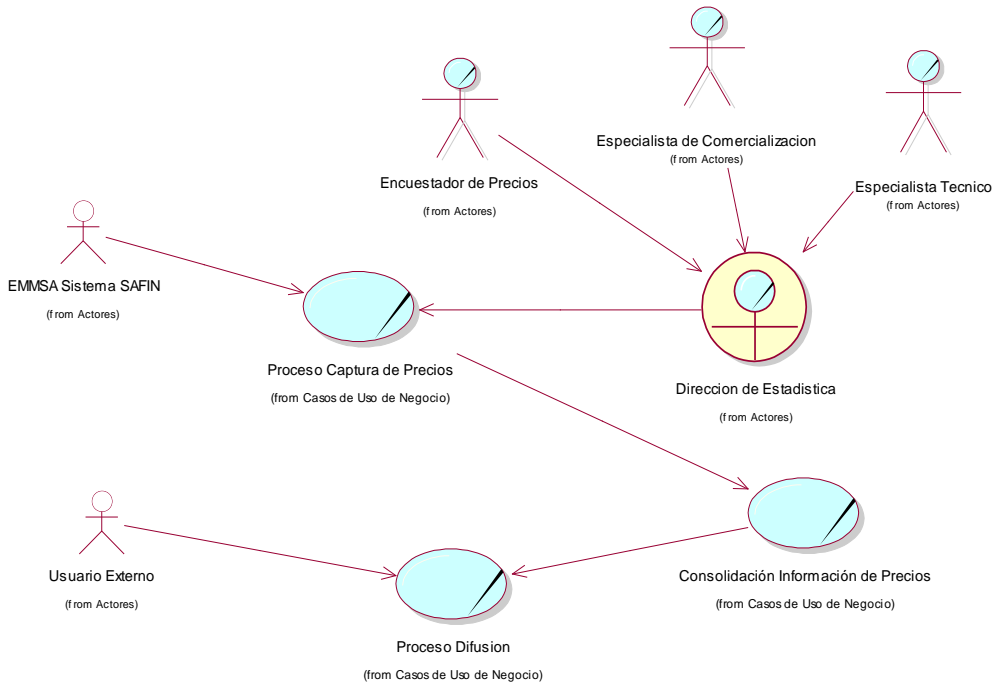 Especialista de Comercializacion
(from Actores)
Encuestador de Precios
(from Actores)
Especialista Tecnico
(from Actores)
EMMSA Sistema SAFIN
(from Actores)
Proceso Captura de Precios
(from Casos de Uso de Negocio)
Direccion de Estadistica
(from Actores)
Usuario Externo
(from Actores)
Consolidación Información de Precios
(from Casos de Uso de Negocio)
Proceso Difusion
(from Casos de Uso de Negocio)